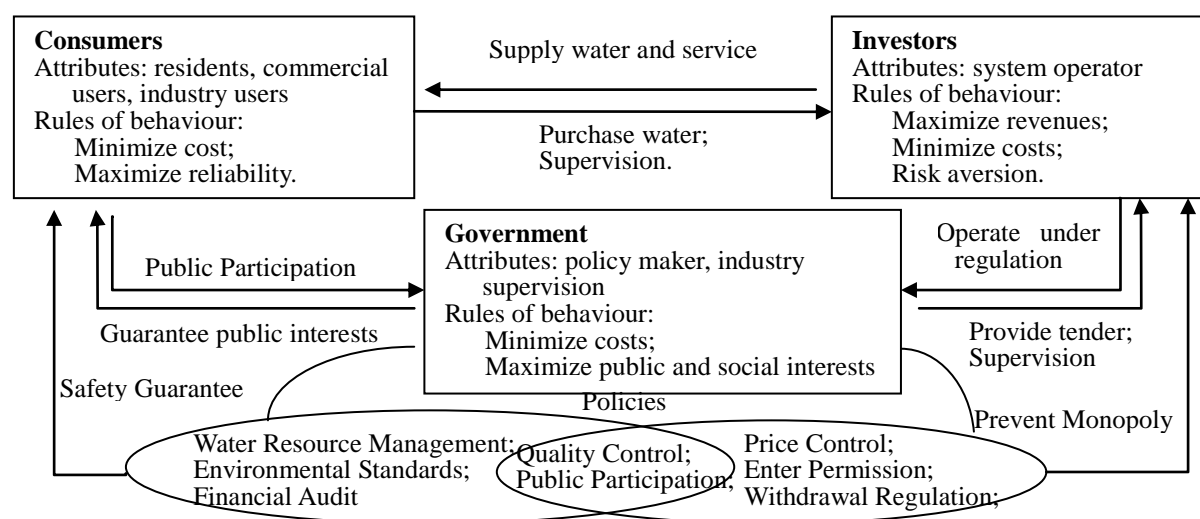 Consumers
Attributes: residents, commercial
users, industry users
Rules of behaviour:
Minimize cost;
Maximize reliability.
Supply water and service
Purchase water;
Supervision.
Investors
Attributes: system operator
Rules of behaviour:
Maximize revenues;
Minimize costs;
Risk aversion.
Public Participation
Guarantee public interests
Safety Guarantee
Government
Attributes: policy maker, industry
supervision
Rules of behaviour:
Minimize costs;
Maximize public and social interests
Operate under
regulation
Provide tender;
Supervision
Prevent Monopoly
Policies
Water Resource Management;
Environmental Standards;
Financial Audit
Quality Control;
Public Participation;
Price Control;
Enter Permission;
Withdrawal Regulation;